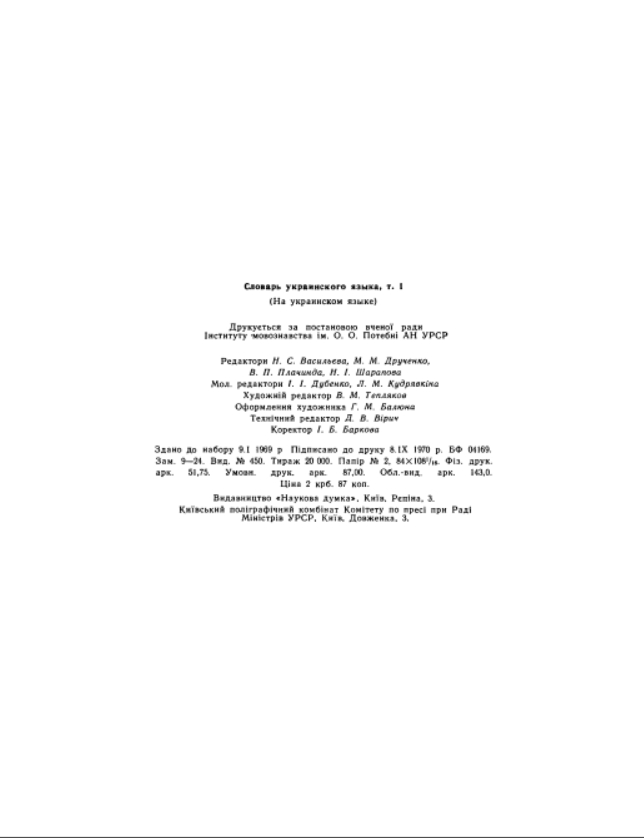 Словарь украинского языка, т. I
(На украинском языке)
Друкується за постановою вченої ради
Інституту мовознавства ім. О. О. Потебні АН УРСР
Редактори Н. С. Васильєва, М. М. Друченко,
В. П. Плачинда, Н. І. Шарапова
Мол. редактори І. І. Дубенко, Л. М. Кудрявкіна
Художній редактор В. М. Тепляков
Оформлення художника Г. М. Балюна
Технічний редактор Д. В. Вірич
Коректор І. Б. Баркова
Здано до набору 9.I 1969 р Підписано до друку 8.IX 1970 р. БФ 04169.
Зам. 9—24. Вид. № 450. Тираж 20 000. Папір № 2, 84×108¹/₁₆. Фіз. друк.
арк. 51,75. Умовн. друк. арк. 87,00. Обл.-вид. арк. 143,0.
Ціна 2 крб. 87 коп.
Видавництво «Наукова думка», Київ, Рєпіна, 3.
Київський поліграфічний комбінат Комітету по пресі при Раді
Міністрів УРСР, Київ, Довженка, 3.